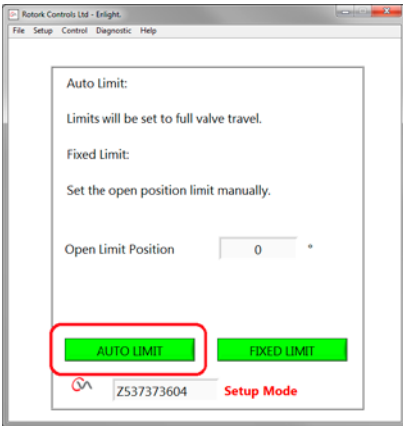 Rotork Controls Ltd - Enlight.
File Setup Control Diagnostic Help
Auto Limit:
Limits will be set to full valve travel.
Fixed Limit:
Set the open position limit manually.
Open Limit Position 0 °
AUTO LIMIT FIXED LIMIT
Z537373604 Setup Mode